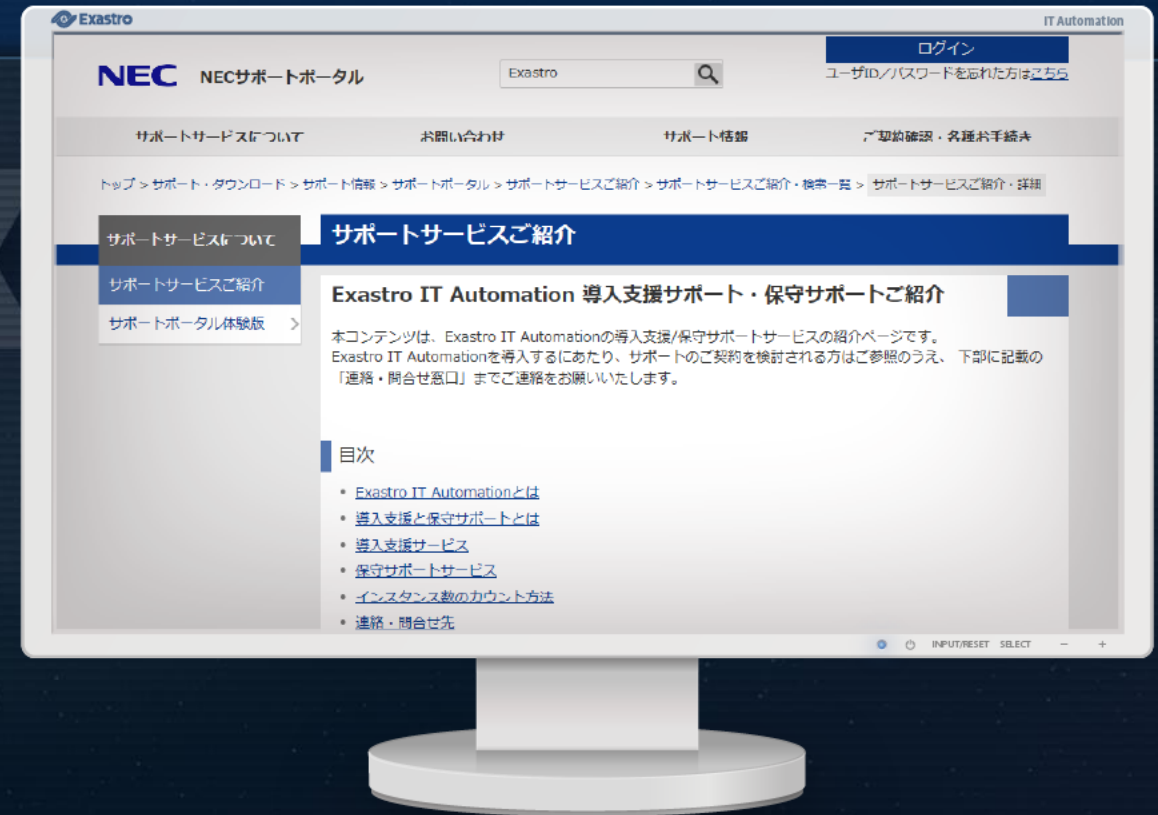 Exastro
IT Automation
ログイン
NEC NECサポートポータル
Exastro
ユーザID/パスワードを忘れた方はこちら
サポートサービスについて お問い合わせ サポート情報 ご契約確認・各種お手続き
トップ > サポート・ダウンロード > サポート情報 > サポートポータル > サポートサービスご紹介 > サポートサービスご紹介・検索一覧 > サポートサービスご紹介・詳細
サポートサービスについて
サポートサービスご紹介
サポートポータル体験版 >
サポートサービスご紹介
Exastro IT Automation 導入支援サポート・保守サポートご紹介
本コンテンツは、Exastro IT Automationの導入支援/保守サポートサービスの紹介ページです。
Exastro IT Automationを導入するにあたり、サポートのご契約を検討される方はご参照のうえ、 下部に記載の
「連絡・問合せ窓口」までご連絡をお願いいたします。
目次
• Exastro IT Automationとは
• 導入支援と保守サポートとは
• 導入支援サービス
• 保守サポートサービス
• インスタンス数のカウント方法
• 連絡・問合せ先
INPUT/RESET SELECT − +